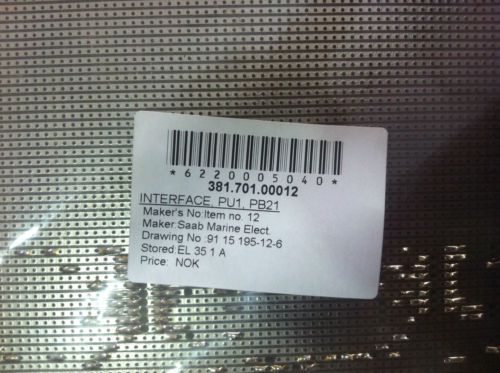 *6220005040*
381.701.00012
INTERFACE, PU1, PB21
Maker's No:Item no. 12
Maker:Saab Marine Elect.
Drawing No :91 15 195-12-6
Stored:EL 35 1 A
Price: NOK